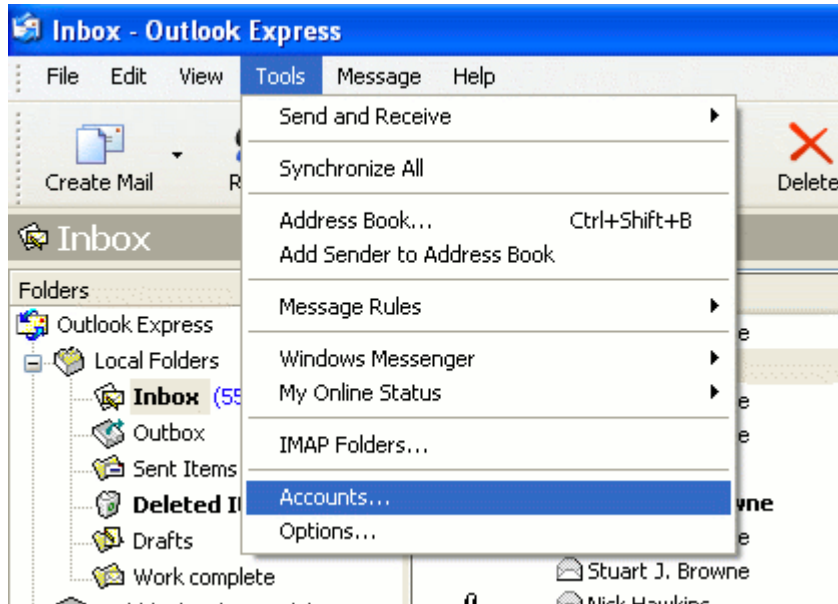 Inbox - Outlook Express
File Edit View Tools Message Help
Create Mail
Delete
Send and Receive
Synchronize All
Address Book... Ctrl+Shift+B
Add Sender to Address Book
Message Rules
Windows Messenger
My Online Status
IMAP Folders...
Accounts...
Options...
Inbox
Folders
Outlook Express
Local Folders
Inbox (55
Outbox
Sent Items
Deleted I
Drafts
Work complete
Stuart J. Browne
Nick Hawkins